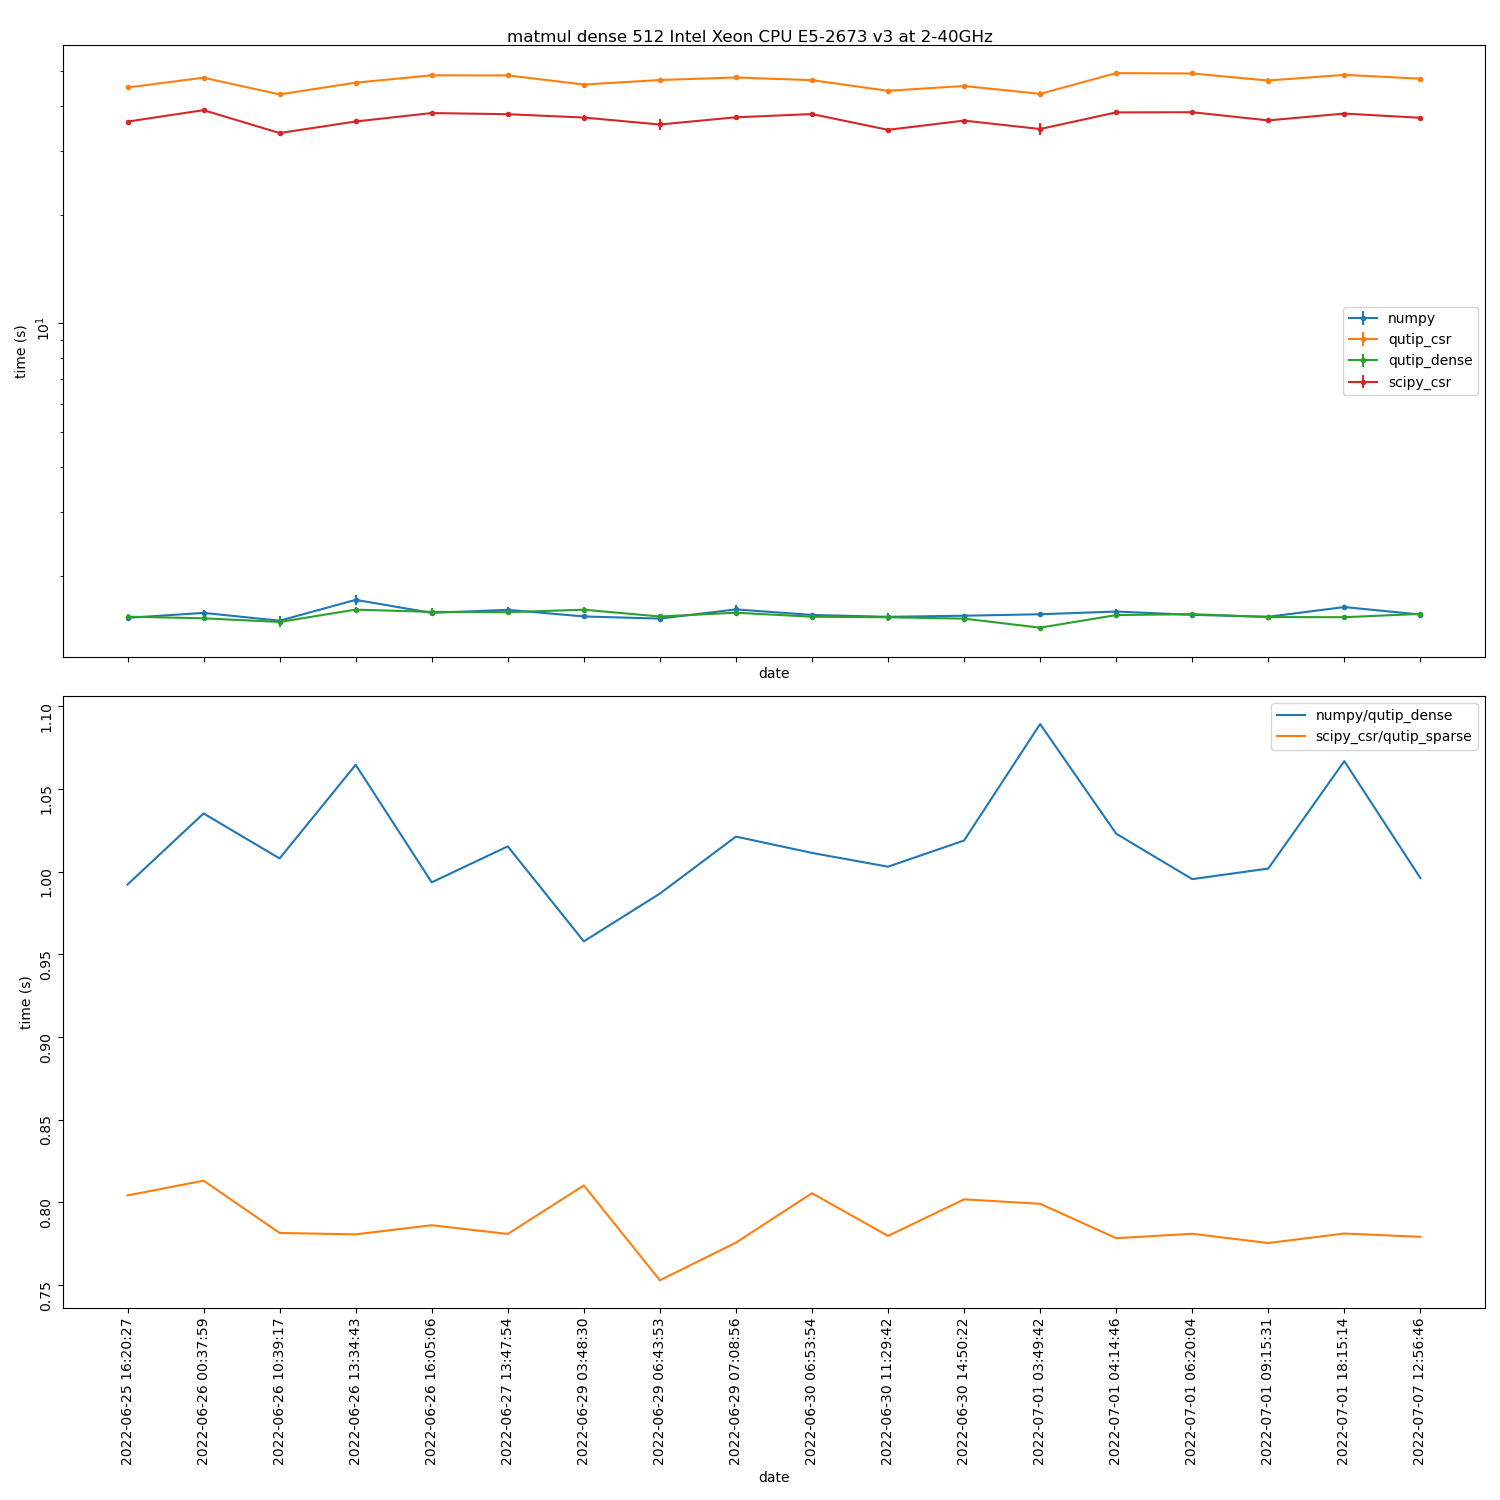 matmul dense 512 Intel Xeon CPU E5-2673 v3 at 2-40GHz
time (s)
10¹
numpy
qutip_csr
qutip_dense
scipy_csr
date
time (s)
1.10
1.05
1.00
0.95
0.90
0.85
0.80
0.75
numpy/qutip_dense
scipy_csr/qutip_sparse
2022-06-25 16:20:27
2022-06-26 00:37:59
2022-06-26 10:39:17
2022-06-26 13:34:43
2022-06-26 16:05:06
2022-06-27 13:47:54
2022-06-29 03:48:30
2022-06-29 06:43:53
2022-06-29 07:08:56
2022-06-30 06:53:54
2022-06-30 11:29:42
2022-06-30 14:50:22
2022-07-01 03:49:42
2022-07-01 04:14:46
2022-07-01 06:20:04
2022-07-01 09:15:31
2022-07-01 18:15:14
2022-07-07 12:56:46
date